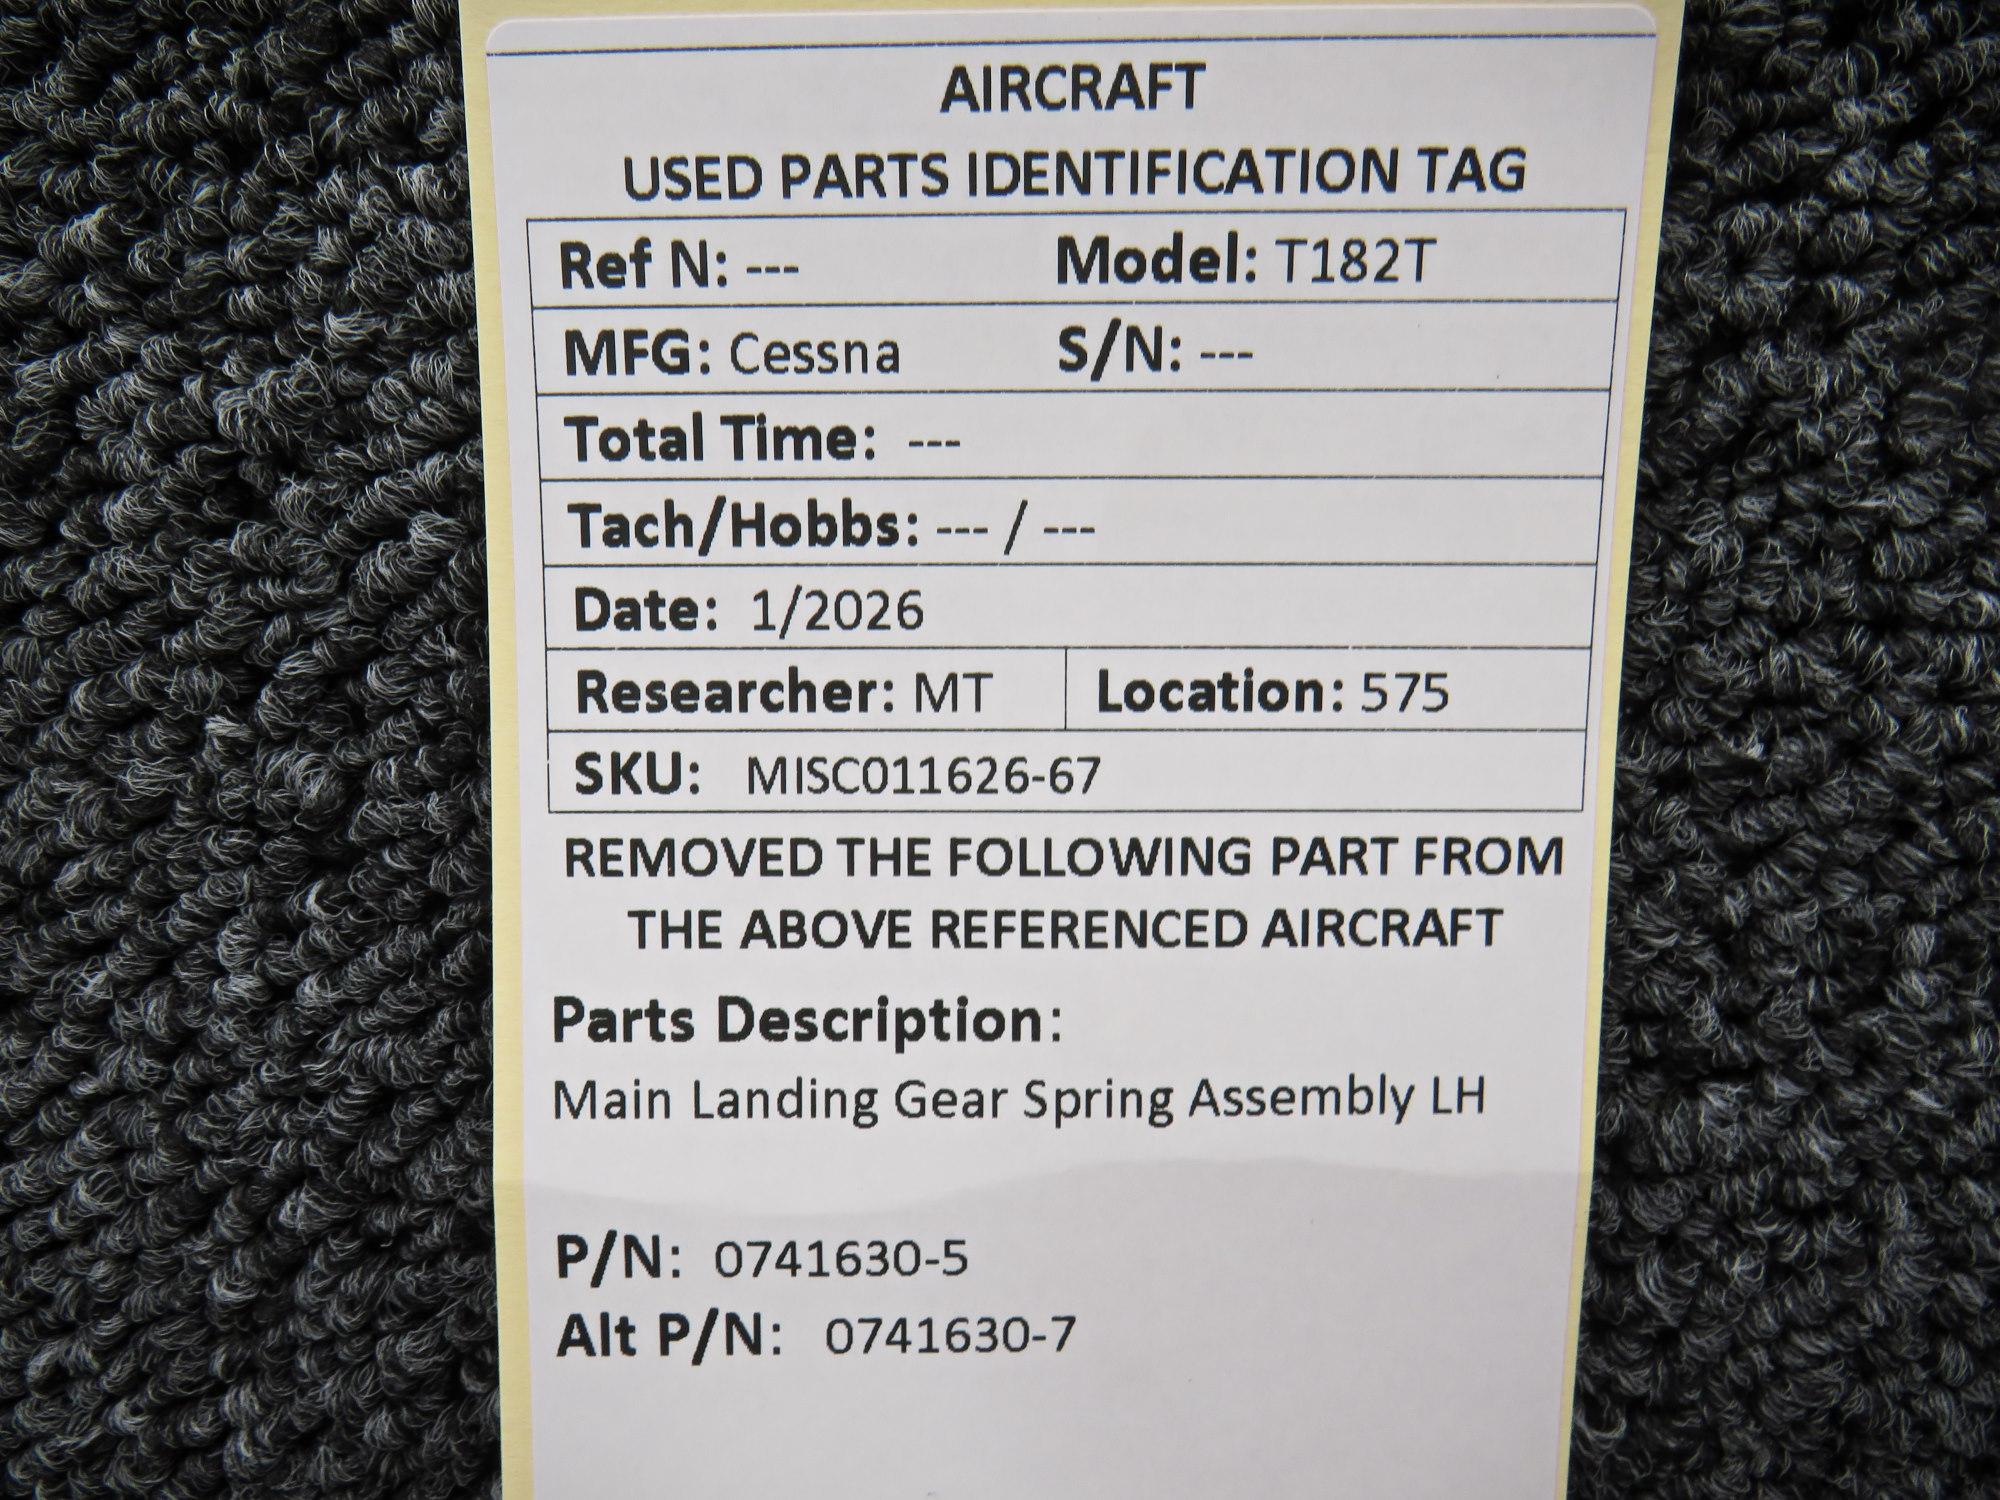 AIRCRAFT
USED PARTS IDENTIFICATION TAG
Ref N: --- Model: T182T
MFG: Cessna S/N: ---
Total Time: ---
Tach/Hobbs: --- / ---
Date: 1/2026
Researcher: MT Location: 575
SKU: MISC011626-67
REMOVED THE FOLLOWING PART FROM
THE ABOVE REFERENCED AIRCRAFT
Parts Description:
Main Landing Gear Spring Assembly LH
P/N: 0741630-5
Alt P/N: 0741630-7